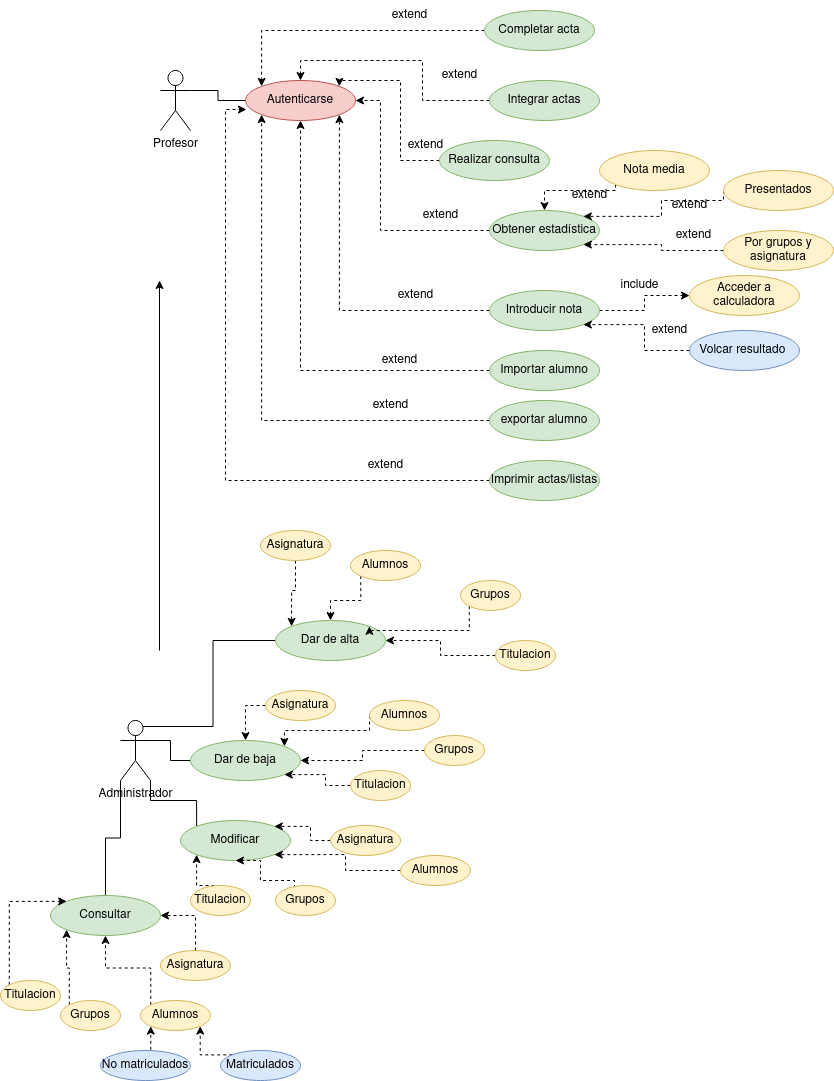 extend
Completar acta
extend
Autenticarse
Integrar actas
Profesor
extend
Realizar consulta
Nota media
extend
Presentados
extend
extend
Obtener estadística
extend
Por grupos y
asignatura
include
Acceder a
calculadora
extend
Introducir nota
extend
Volcar resultado
extend
Importar alumno
extend
exportar alumno
extend
Imprimir actas/listas
Asignatura
Alumnos
Grupos
Dar de alta
Titulacion
Asignatura
Alumnos
Grupos
Dar de baja
Titulacion
Administrador
Modificar
Asignatura
Alumnos
Titulacion
Grupos
Consultar
Asignatura
Titulacion
Grupos
Alumnos
No matriculados
Matriculados